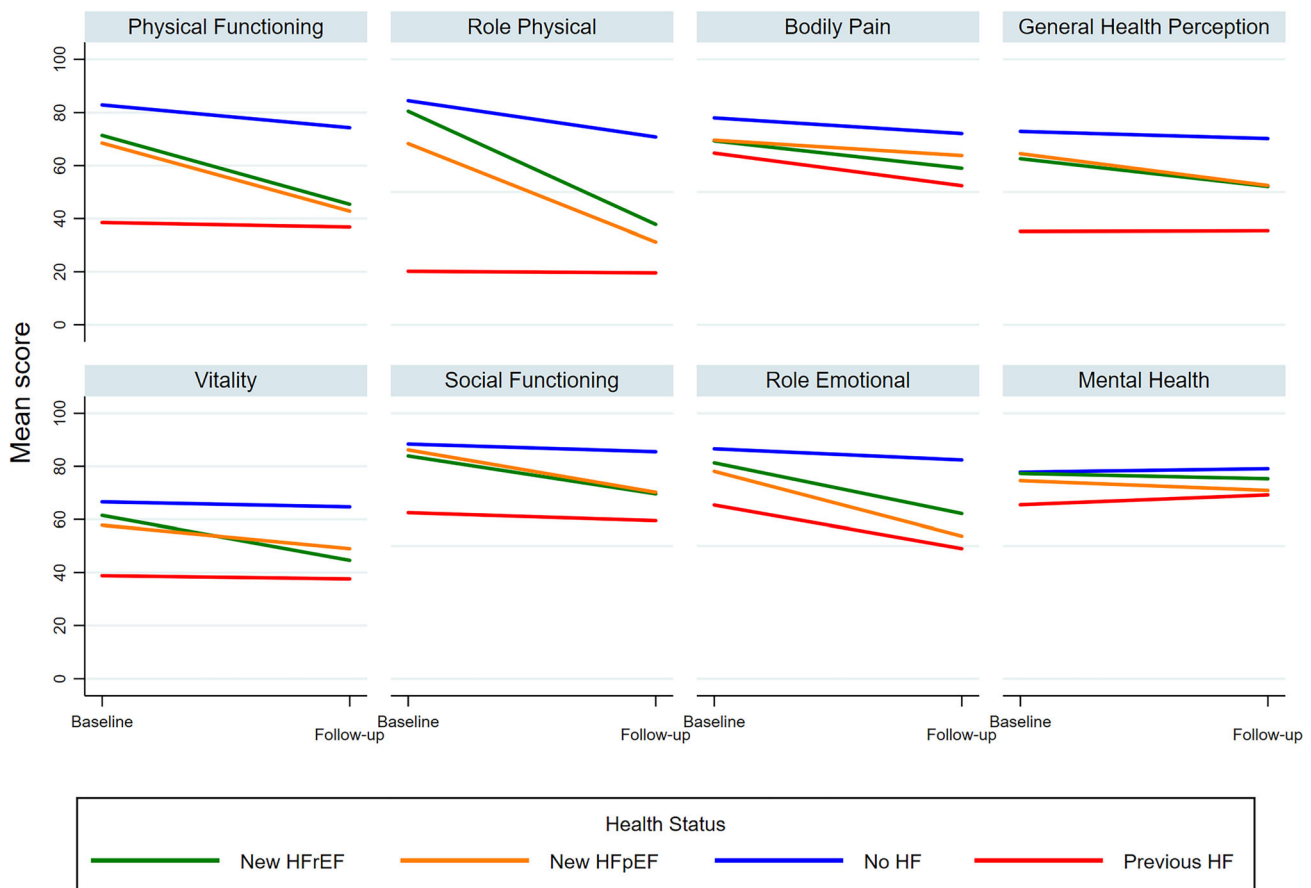 Physical Functioning Role Physical Bodily Pain General Health Perception
100
80
60
40
20
0
Mean score
Vitality Social Functioning Role Emotional Mental Health
100
80
60
40
20
0
Baseline Baseline Baseline Baseline
Follow-up Follow-up Follow-up Follow-up
Health Status
New HFrEF New HFpEF No HF Previous HF